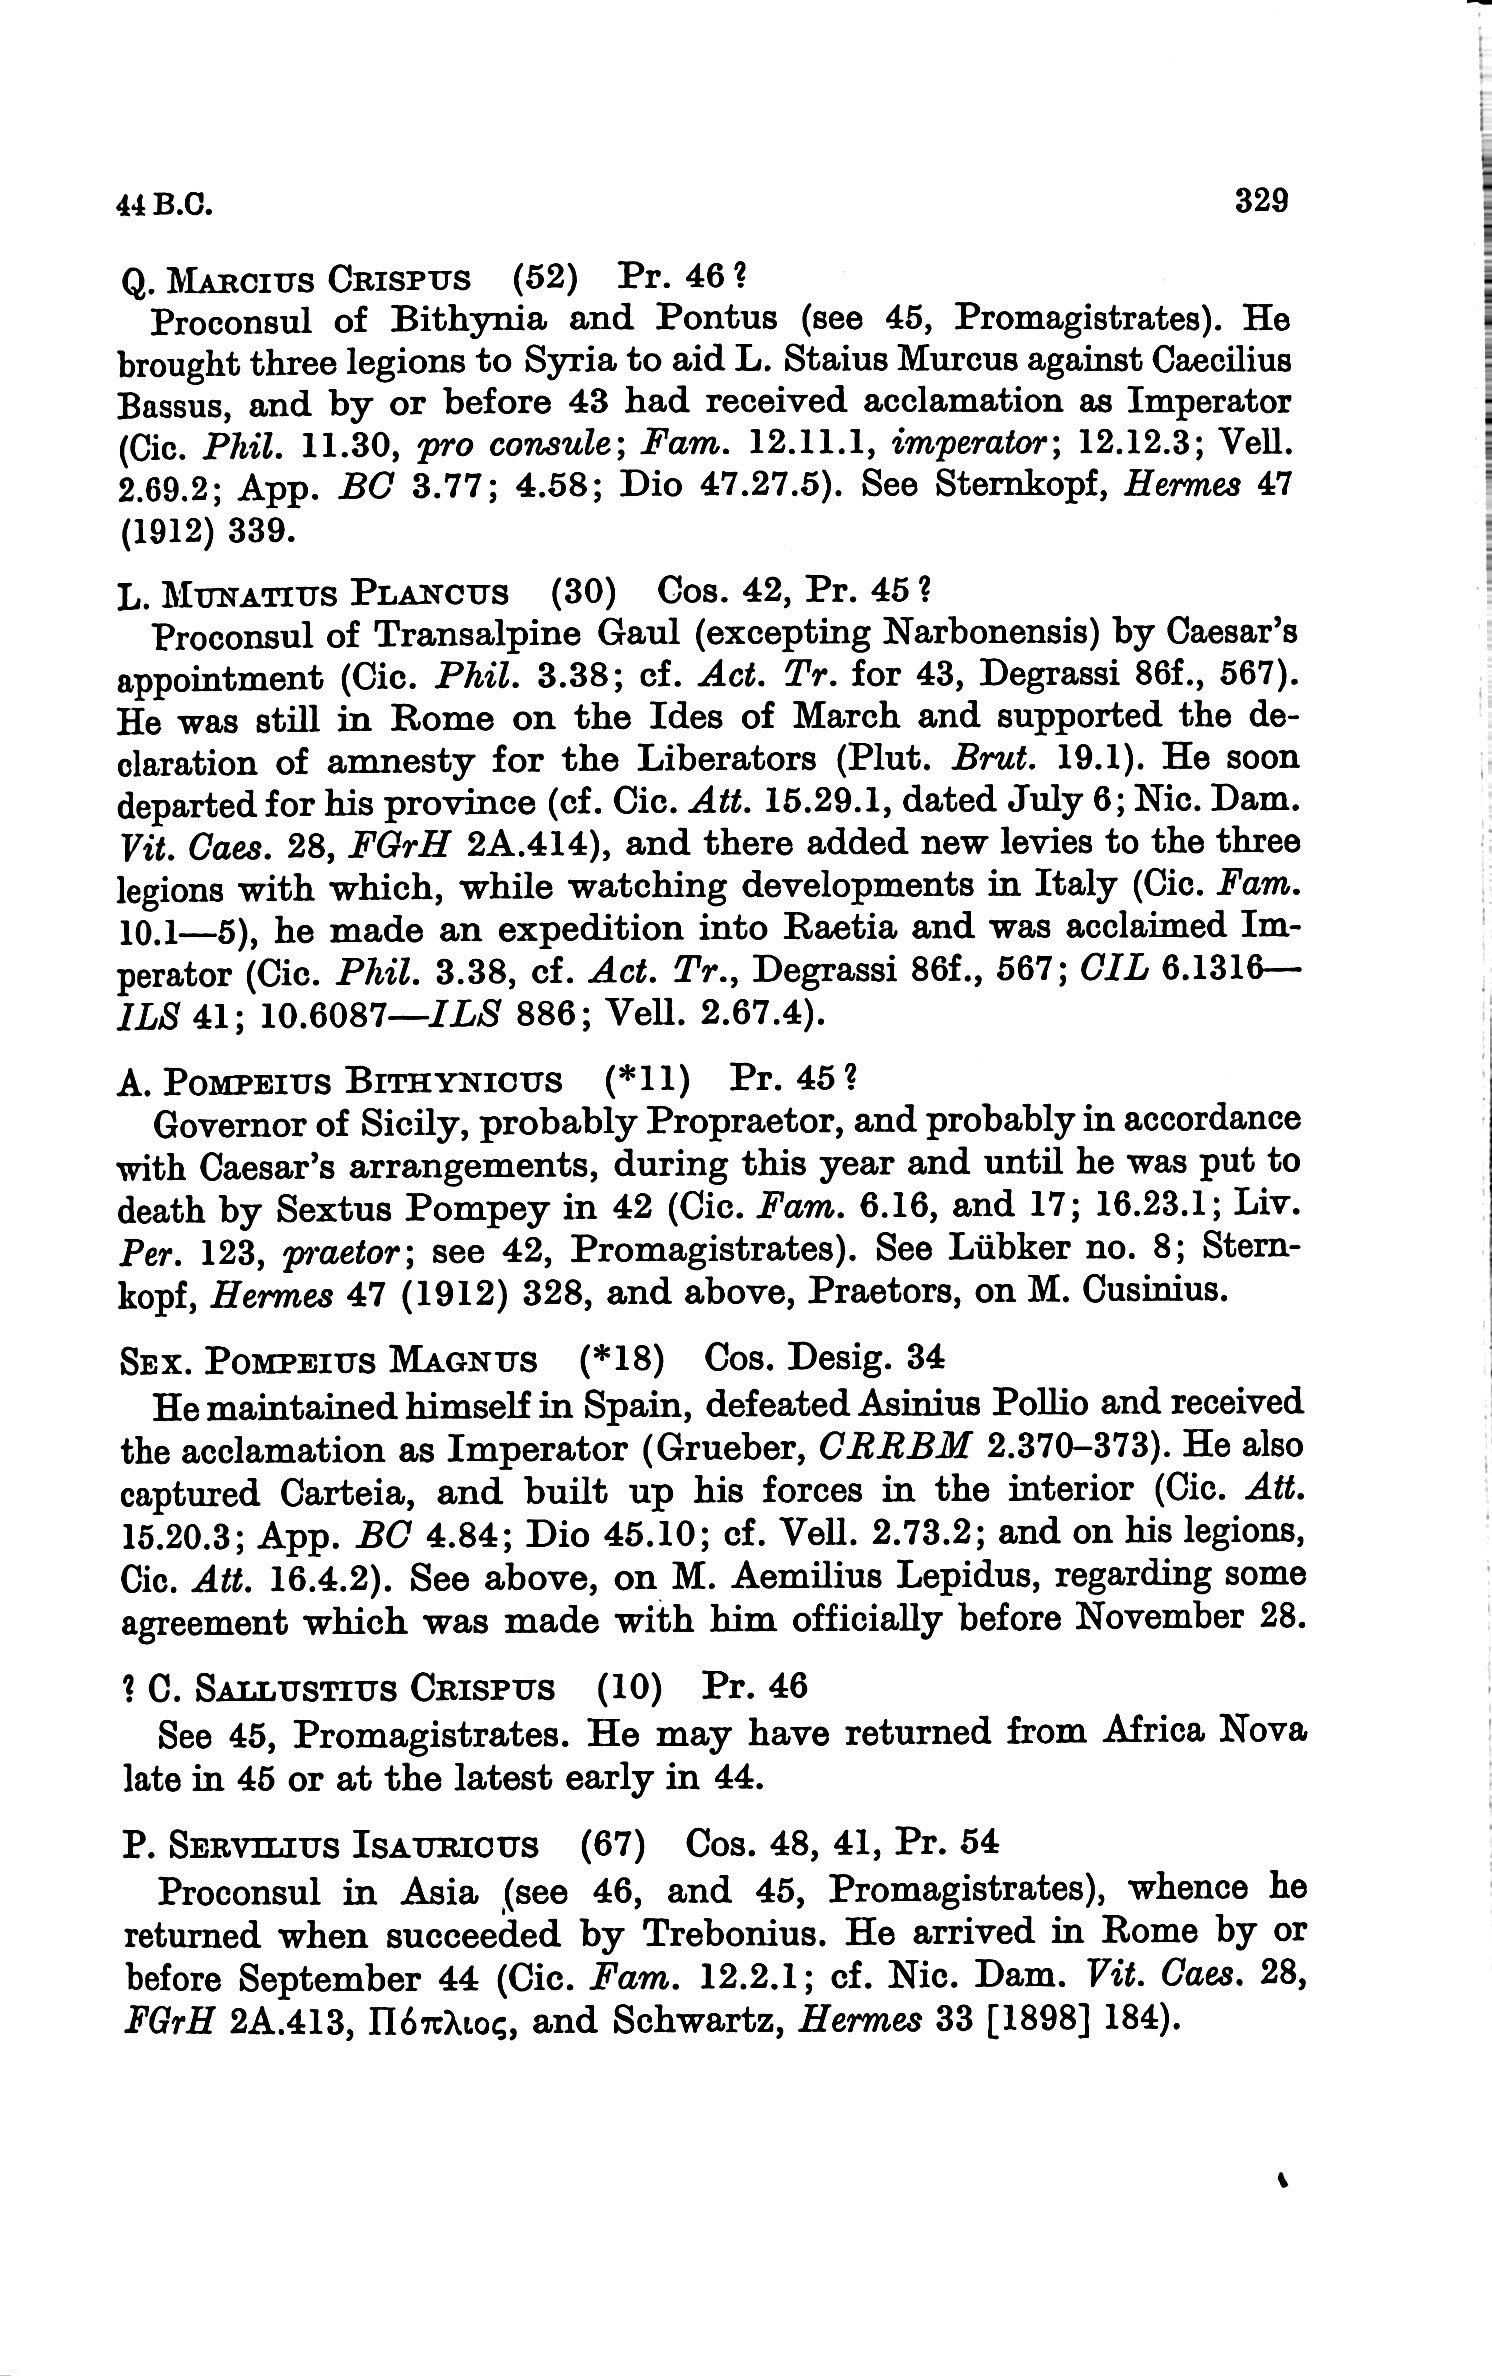 44 B.C. 329
Q. MARCIUS CRISPUS (52) Pr. 46?
Proconsul of Bithynia and Pontus (see 45, Promagistrates). He
brought three legions to Syria to aid L. Staius Murcus against Caecilius
Bassus, and by or before 43 had received acclamation as Imperator
(Cic. Phil. 11.30, pro consule; Fam. 12.11.1, imperator; 12.12.3; Vell.
2.69.2; App. BC 3.77; 4.58; Dio 47.27.5). See Sternkopf, Hermes 47
(1912) 339.
L. MUNATIUS PLANCUS (30) Cos. 42, Pr. 45?
Proconsul of Transalpine Gaul (excepting Narbonensis) by Caesar's
appointment (Cic. Phil. 3.38; cf. Act. Tr. for 43, Degrassi 86f., 567).
He was still in Rome on the Ides of March and supported the de-
claration of amnesty for the Liberators (Plut. Brut. 19.1). He soon
departed for his province (cf. Cic. Att. 15.29.1, dated July 6; Nic. Dam.
Vit. Caes. 28, FGrH 2A.414), and there added new levies to the three
legions with which, while watching developments in Italy (Cic. Fam.
10.1—5), he made an expedition into Raetia and was acclaimed Im-
perator (Cic. Phil. 3.38, cf. Act. Tr., Degrassi 86f., 567; CIL 6.1316—
ILS 41; 10.6087—ILS 886; Vell. 2.67.4).
A. POMPEIUS BITHYNICUS (*11) Pr. 45?
Governor of Sicily, probably Propraetor, and probably in accordance
with Caesar's arrangements, during this year and until he was put to
death by Sextus Pompey in 42 (Cic. Fam. 6.16, and 17; 16.23.1; Liv.
Per. 123, praetor; see 42, Promagistrates). See Lübker no. 8; Stern-
kopf, Hermes 47 (1912) 328, and above, Praetors, on M. Cusinius.
SEX. POMPEIUS MAGNUS (*18) Cos. Desig. 34
He maintained himself in Spain, defeated Asinius Pollio and received
the acclamation as Imperator (Grueber, CRRBM 2.370–373). He also
captured Carteia, and built up his forces in the interior (Cic. Att.
15.20.3; App. BC 4.84; Dio 45.10; cf. Vell. 2.73.2; and on his legions,
Cic. Att. 16.4.2). See above, on M. Aemilius Lepidus, regarding some
agreement which was made with him officially before November 28.
? C. SALLUSTIUS CRISPUS (10) Pr. 46
See 45, Promagistrates. He may have returned from Africa Nova
late in 45 or at the latest early in 44.
P. SERVILIUS ISAURICUS (67) Cos. 48, 41, Pr. 54
Proconsul in Asia (see 46, and 45, Promagistrates), whence he
returned when succeeded by Trebonius. He arrived in Rome by or
before September 44 (Cic. Fam. 12.2.1; cf. Nic. Dam. Vit. Caes. 28,
FGrH 2A.413, Πόπλιος, and Schwartz, Hermes 33 [1898] 184).